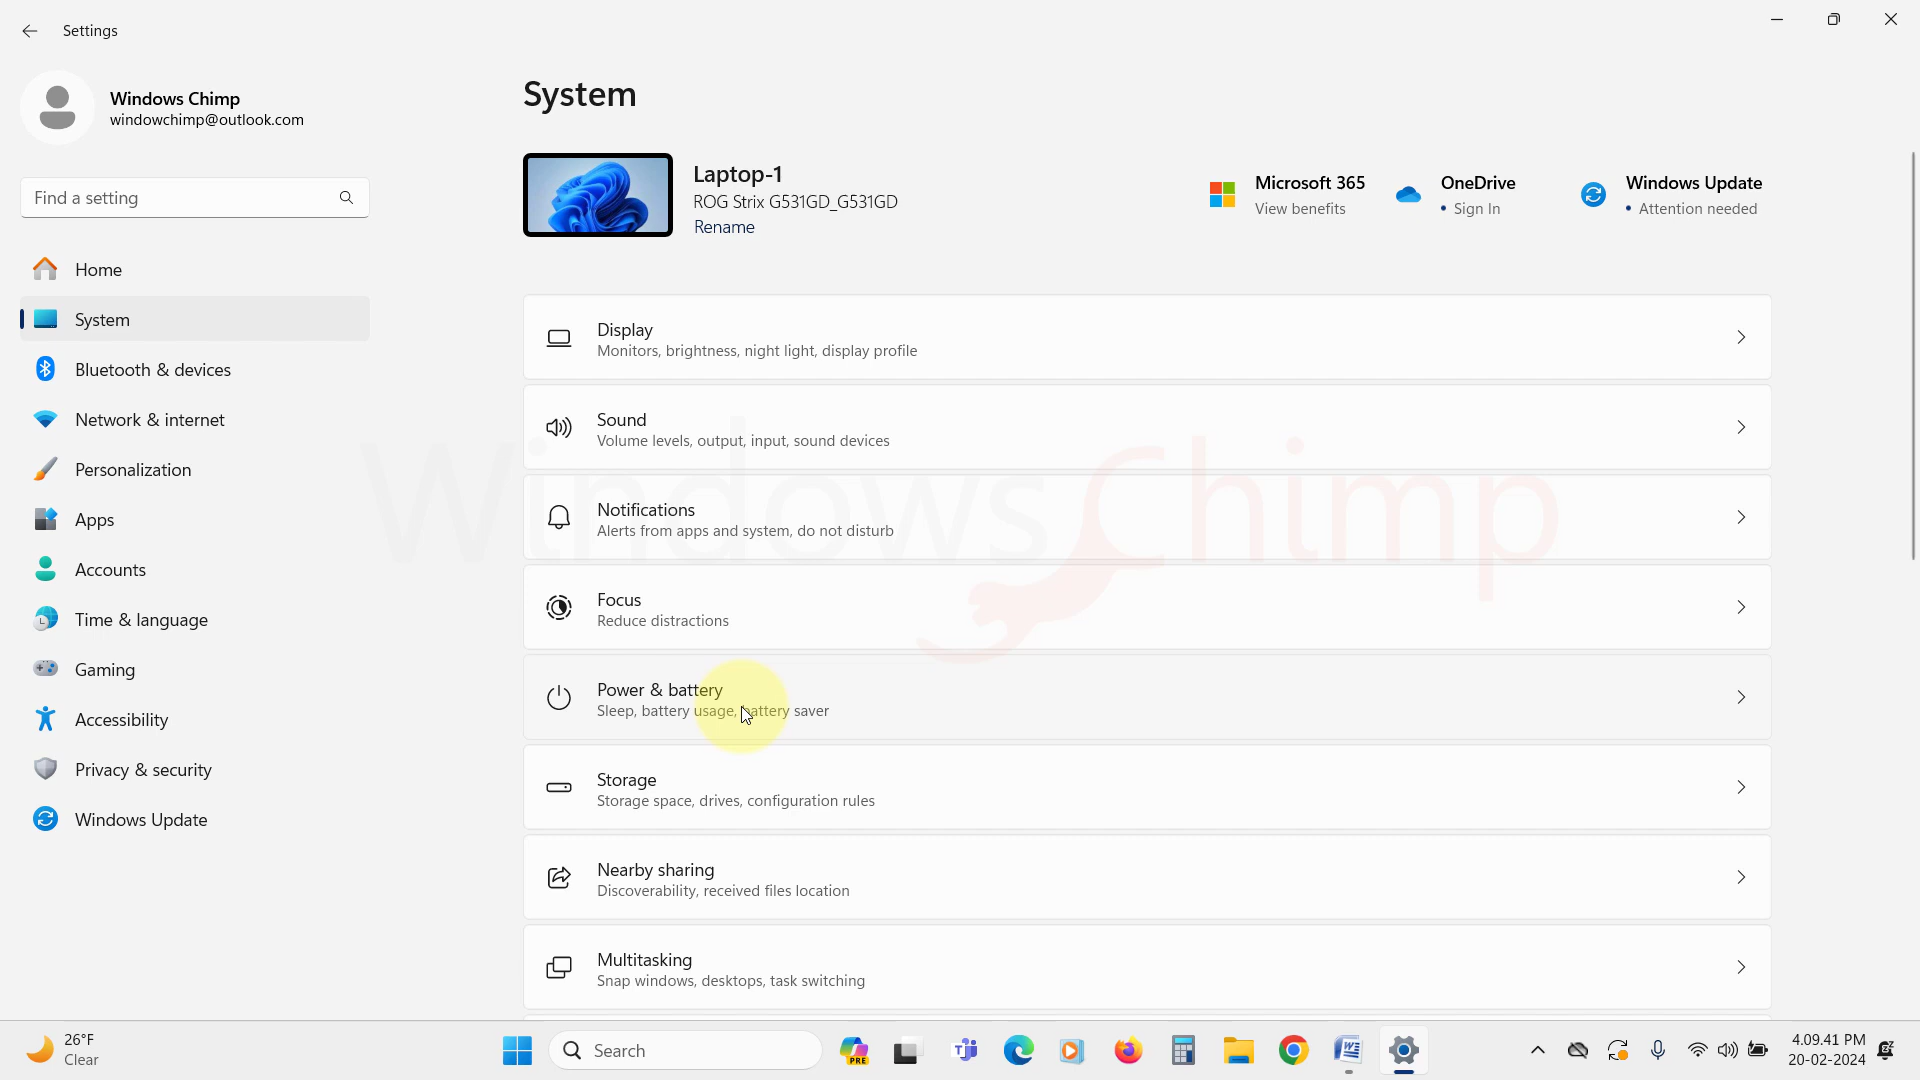 Settings
Windows Chimp
windowchimp@outlook.com
Find a setting
Home
System
Bluetooth & devices
Network & internet
Personalization
Apps
Accounts
Time & language
Gaming
Accessibility
Privacy & security
Windows Update
System
Laptop-1
ROG Strix G531GD_G531GD
Rename
Microsoft 365
View benefits
OneDrive
• Sign In
Windows Update
• Attention needed
Display
Monitors, brightness, night light, display profile
Sound
Volume levels, output, input, sound devices
Notifications
Alerts from apps and system, do not disturb
WindowsChimp
Focus
Reduce distractions
Power & battery
Sleep, battery usage, battery saver
Storage
Storage space, drives, configuration rules
Nearby sharing
Discoverability, received files location
Multitasking
Snap windows, desktops, task switching
26°F
Clear
Search
PRE
4.09.41 PM
20-02-2024